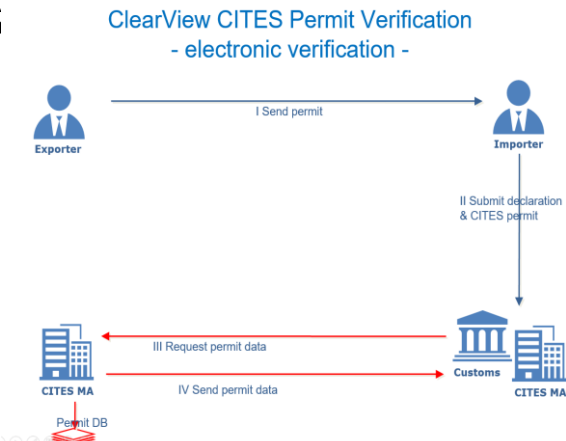 ClearView CITES Permit Verification
- electronic verification -
I Send permit
Exporter
Importer
II Submit declaration
& CITES permit
III Request permit data
Customs
CITES MA
IV Send permit data
CITES MA
Permit DB